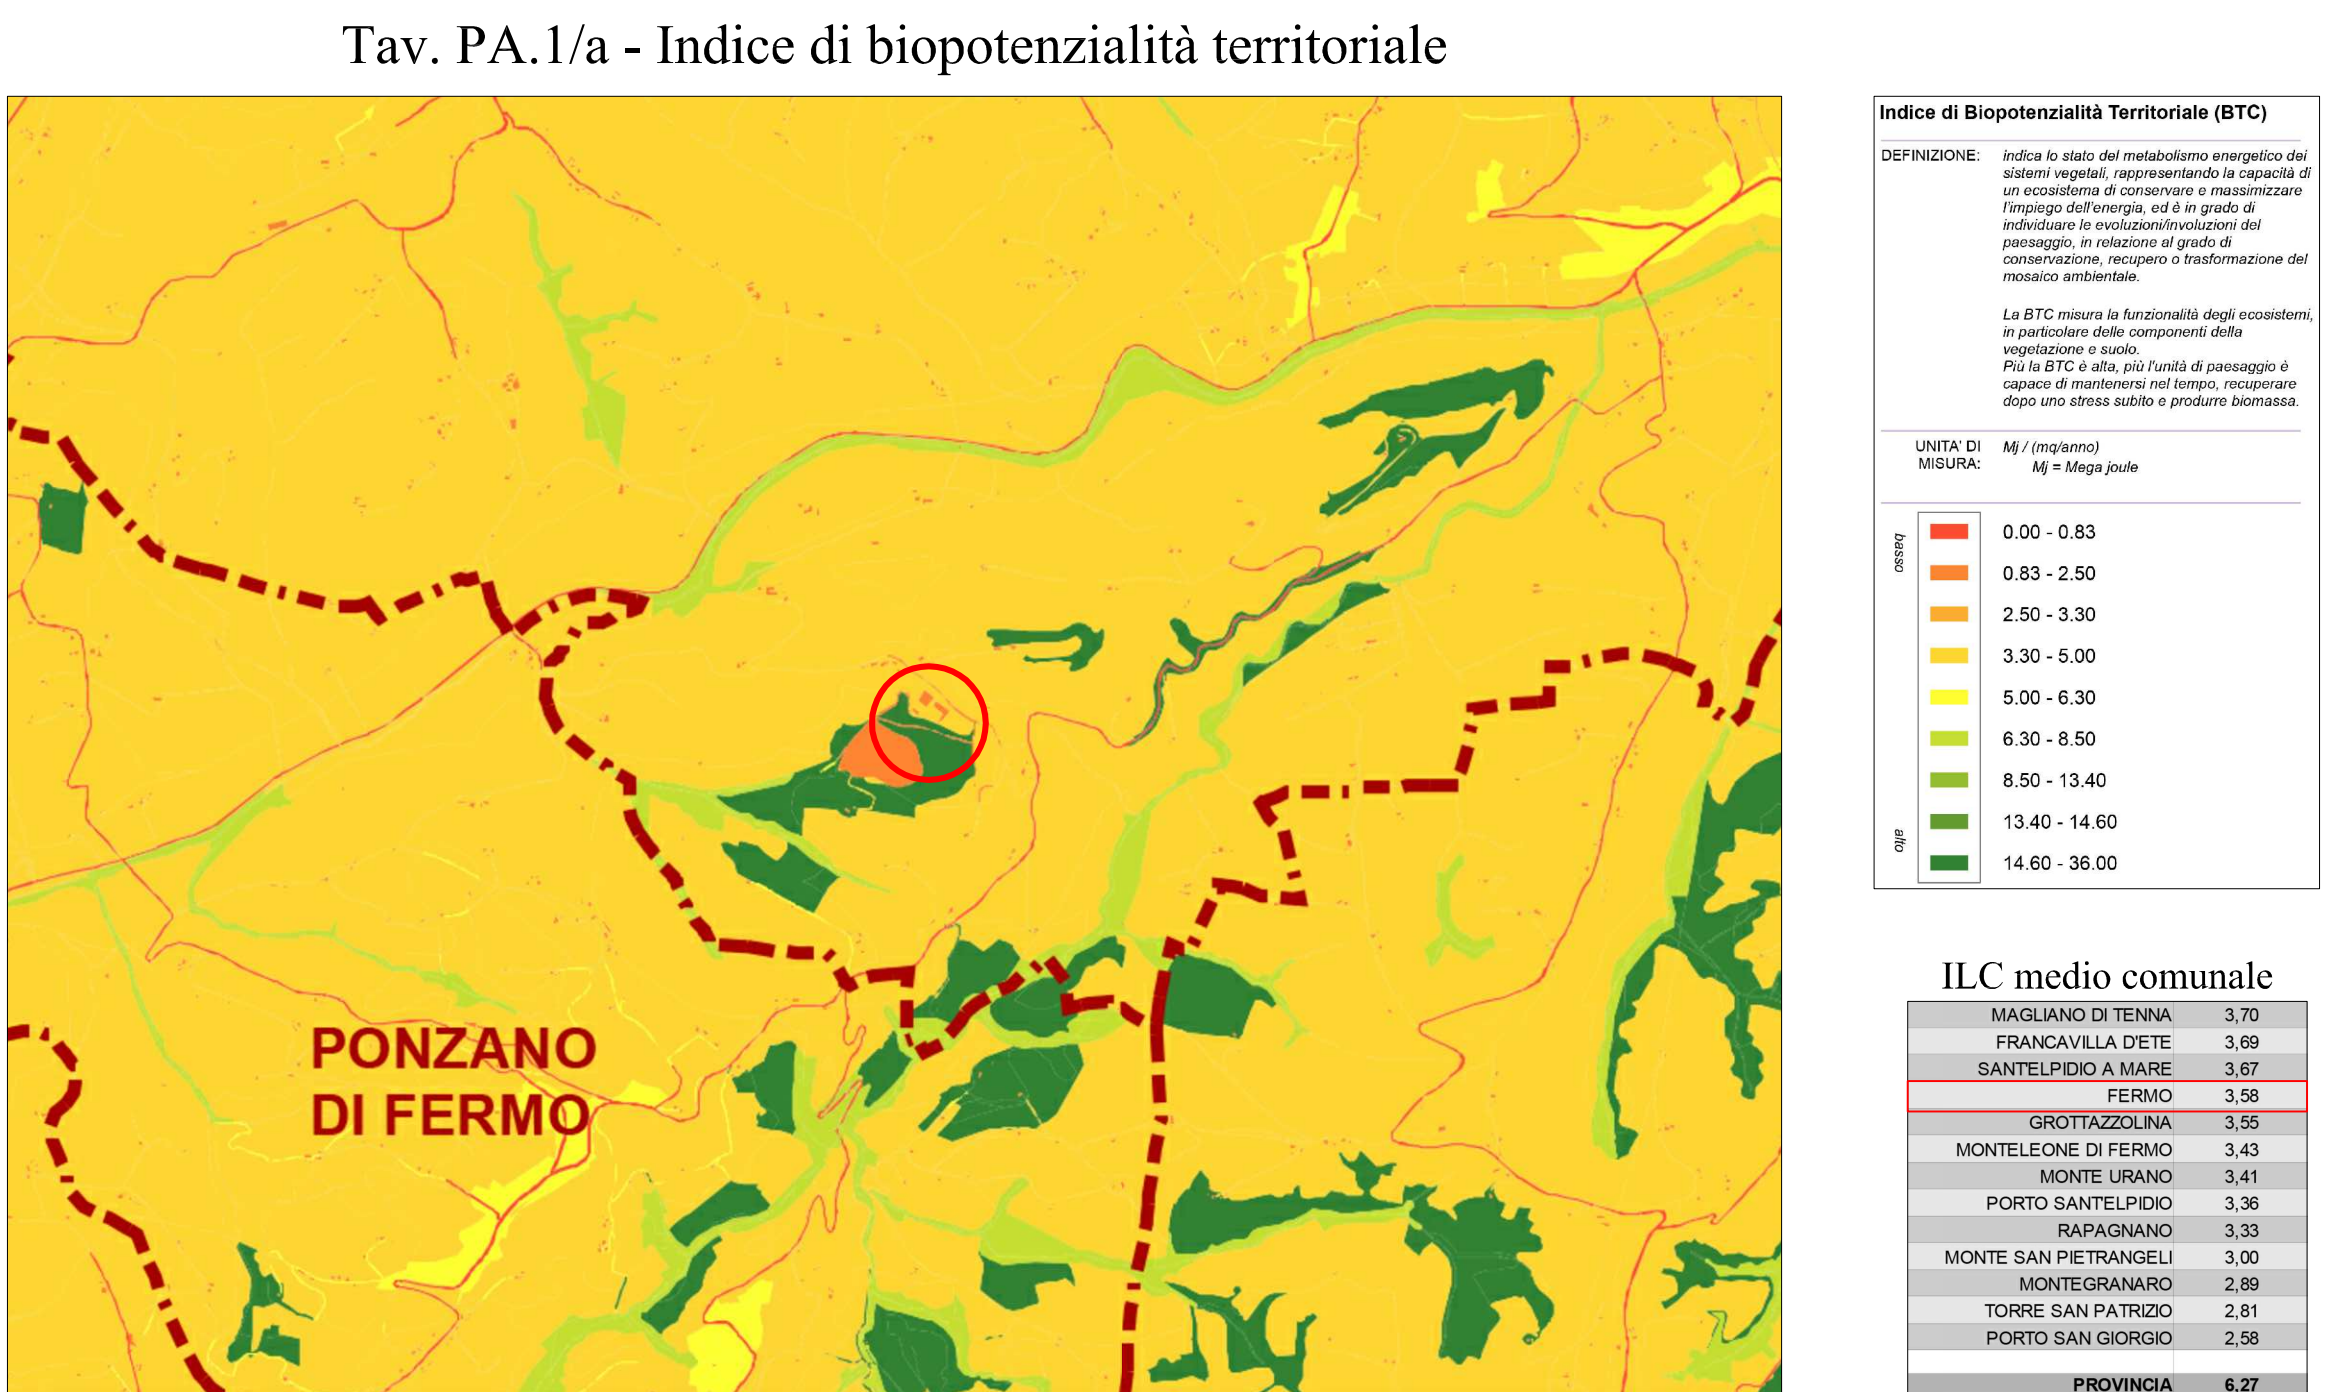 Tav. PA.1/a - Indice di biopotenzialità territoriale
PONZANO
DI FERMO
Indice di Biopotenzialità Territoriale (BTC)
DEFINIZIONE:
indica lo stato del metabolismo energetico dei
sistemi vegetali, rappresentando la capacità di
un ecosistema di conservare e massimizzare
l'impiego dell'energia, ed è in grado di
individuare le evoluzioni/involuzioni del
paesaggio, in relazione al grado di
conservazione, recupero o trasformazione del
mosaico ambientale.
La BTC misura la funzionalità degli ecosistemi,
in particolare delle componenti della
vegetazione e suolo.
Più la BTC è alta, più l'unità di paesaggio è
capace di mantenersi nel tempo, recuperare
dopo uno stress subito e produrre biomassa.
UNITA' DI
MISURA:
Mj / (mq/anno)
Mj = Mega joule
basso
0.00 - 0.83
0.83 - 2.50
2.50 - 3.30
3.30 - 5.00
5.00 - 6.30
6.30 - 8.50
8.50 - 13.40
13.40 - 14.60
14.60 - 36.00
alto
ILC medio comunale
MAGLIANO DI TENNA 3,70
FRANCAVILLA D'ETE 3,69
SANT'ELPIDIO A MARE 3,67
FERMO 3,58
GROTTAZZOLINA 3,55
MONTELEONE DI FERMO 3,43
MONTE URANO 3,41
PORTO SANT'ELPIDIO 3,36
RAPAGNANO 3,33
MONTE SAN PIETRANGELI 3,00
MONTEGRANARO 2,89
TORRE SAN PATRIZIO 2,81
PORTO SAN GIORGIO 2,58
PROVINCIA 6,27